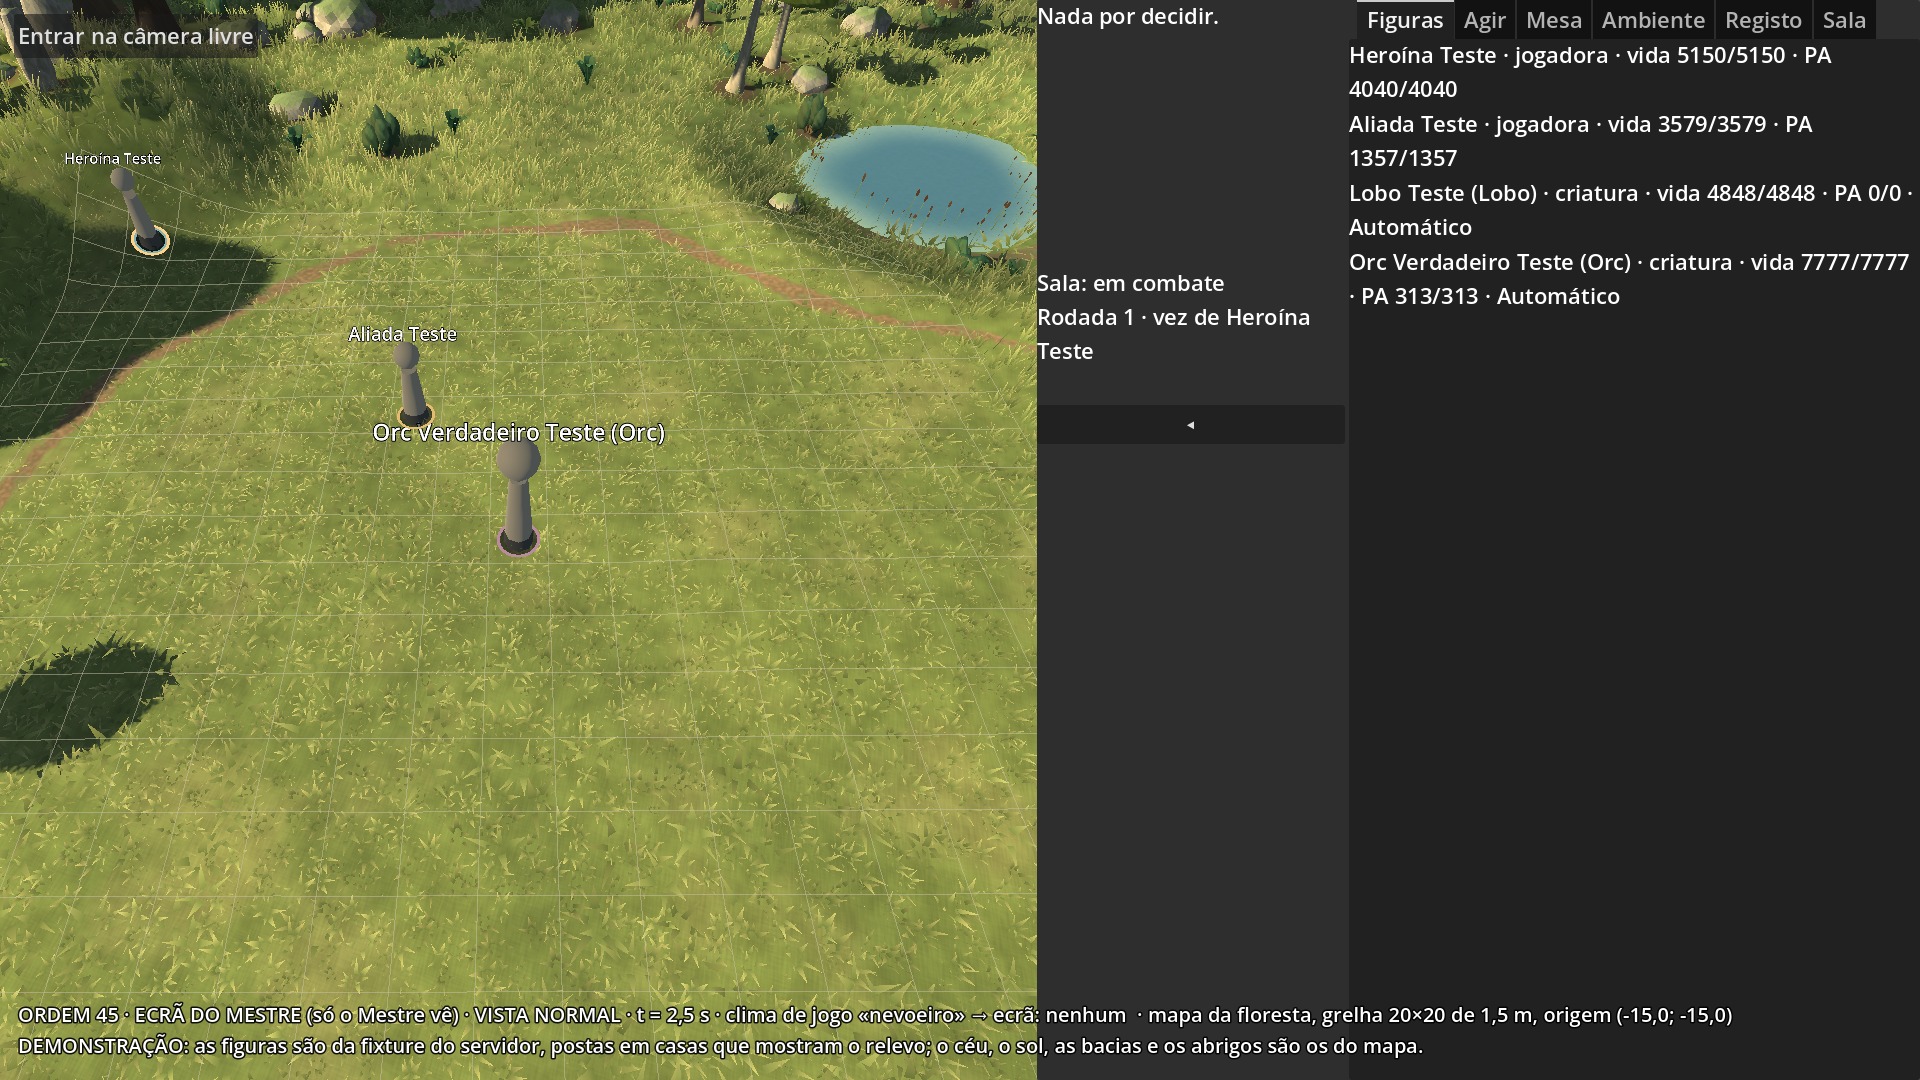 Entrar na câmera livre
Heroína Teste
Aliada Teste
Orc Verdadeiro Teste (Orc)
Nada por decidir.
Sala: em combate
Rodada 1 · vez de Heroína
Teste
Figuras Agir Mesa Ambiente Registo Sala
Heroína Teste · jogadora · vida 5150/5150 · PA
4040/4040
Aliada Teste · jogadora · vida 3579/3579 · PA
1357/1357
Lobo Teste (Lobo) · criatura · vida 4848/4848 · PA 0/0 ·
Automático
Orc Verdadeiro Teste (Orc) · criatura · vida 7777/7777
· PA 313/313 · Automático
ORDEM 45 · ECRÃ DO MESTRE (só o Mestre vê) · VISTA NORMAL · t = 2,5 s · clima de jogo «nevoeiro» → ecrã: nenhum · mapa da floresta, grelha 20×20 de 1,5 m, origem (-15,0; -15,0)
DEMONSTRAÇÃO: as figuras são da fixture do servidor, postas em casas que mostram o relevo; o céu, o sol, as bacias e os abrigos são os do mapa.